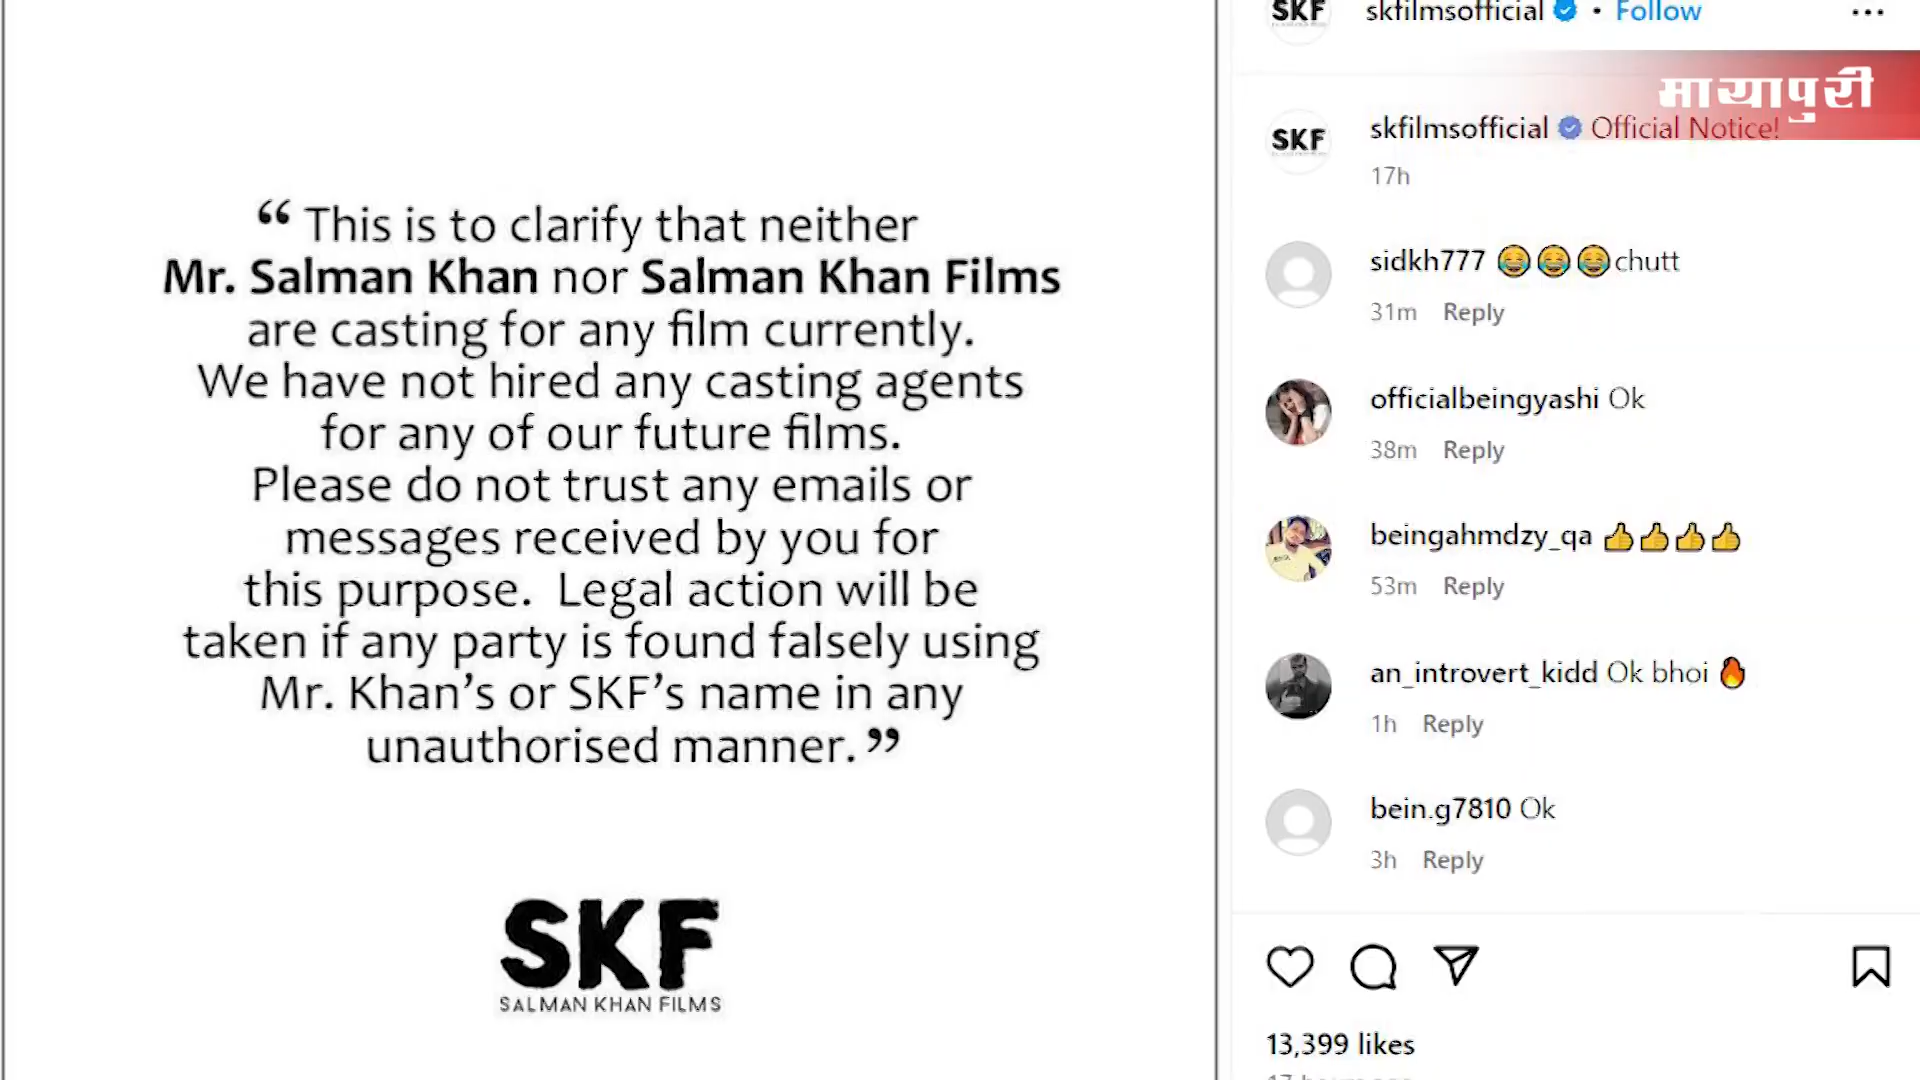 “ This is to clarify that neither
Mr. Salman Khan nor Salman Khan Films
are casting for any film currently.
We have not hired any casting agents
for any of our future films.
Please do not trust any emails or
messages received by you for
this purpose.  Legal action will be
taken if any party is found falsely using
Mr. Khan’s or SKF’s name in any
unauthorised manner. ”
SKF
SALMAN KHAN FILMS
SKF skfilmsofficial • Follow
मायापुरी
SKF skfilmsofficial Official Notice!
17h
sidkh777 😂😂😂chutt
31m Reply
officialbeingyashi Ok
38m Reply
beingahmdzy_qa 👍👍👍👍
53m Reply
an_introvert_kidd Ok bhoi 🔥
1h Reply
bein.g7810 Ok
3h Reply
13,399 likes
17 hours ago